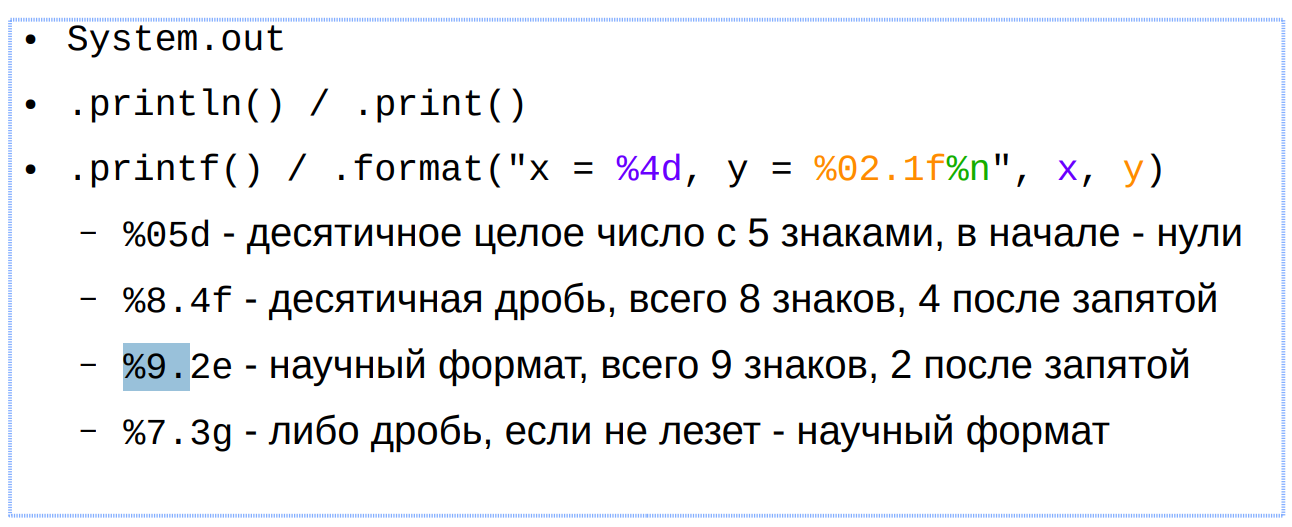 • System.out
• .println() / .print()
• .printf() / .format("x = %4d, y = %02.1f%n", x, y)
– %05d - десятичное целое число с 5 знаками, в начале - нули
– %8.4f - десятичная дробь, всего 8 знаков, 4 после запятой
– %9.2e - научный формат, всего 9 знаков, 2 после запятой
– %7.3g - либо дробь, если не лезет - научный формат